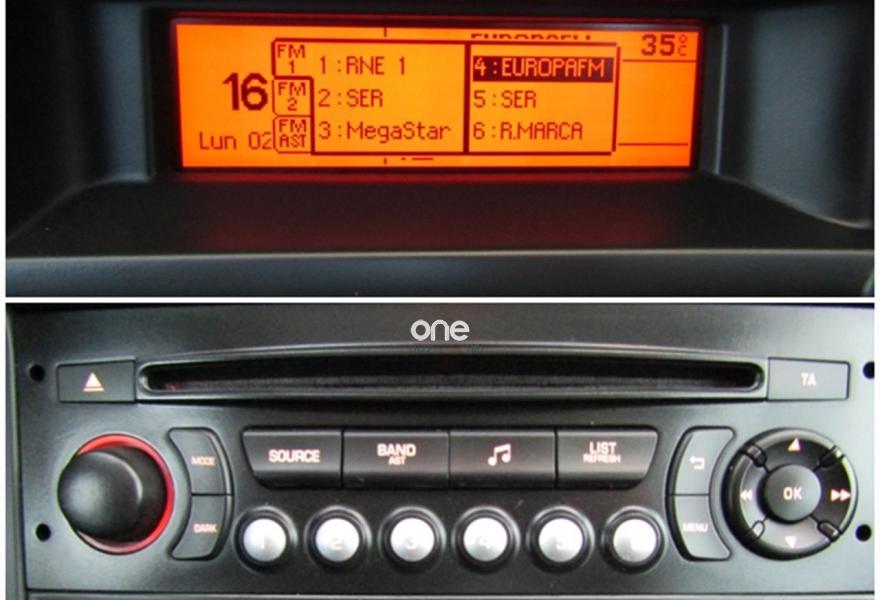 35°C
FM 1
1:RNE 1
4:EUROPAFM
16
FM 2
2:SER
5:SER
Lun 02
FM AST
3:MegaStar
6:R.MARCA
one
TA
MODE
SOURCE
BAND
AST
LIST
REFRESH
OK
DARK
1 2 3 4 5 6
MENU